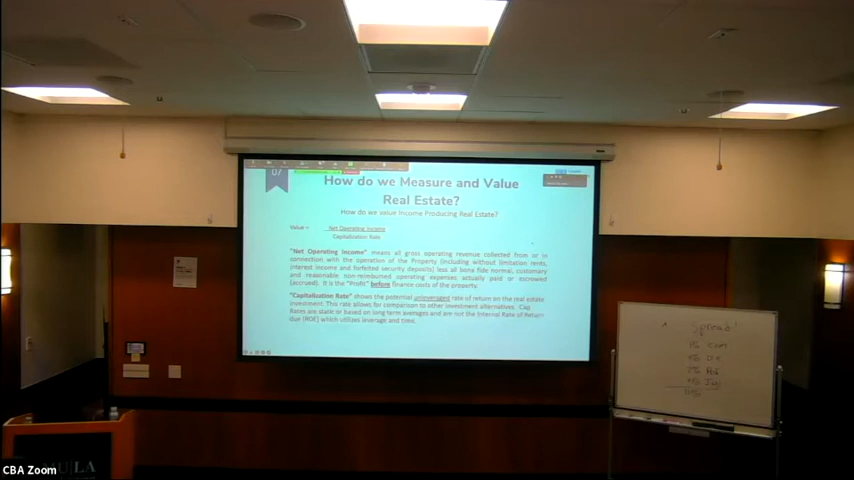 07
How do we Measure and Value
Real Estate?
How do we value Income Producing Real Estate?
Value = Net Operating Income
Capitalization Rate
"Net Operating Income" means all gross operating revenue collected from or in
connection with the operation of the Property (including without limitation rents,
interest income and forfeited security deposits) less all bona fide normal, customary
and reasonable non-reimbursed operating expenses actually paid or escrowed
(accrued). It is the "Profit" before finance costs of the property.
"Capitalization Rate" shows the potential unleveraged rate of return on the real estate
investment. This rate allows for comparison to other investment alternatives. Cap
Rates are static or based on long term averages and are not the Internal Rate of Return
due (ROE) which utilizes leverage and time.
Spread
CBA Zoom